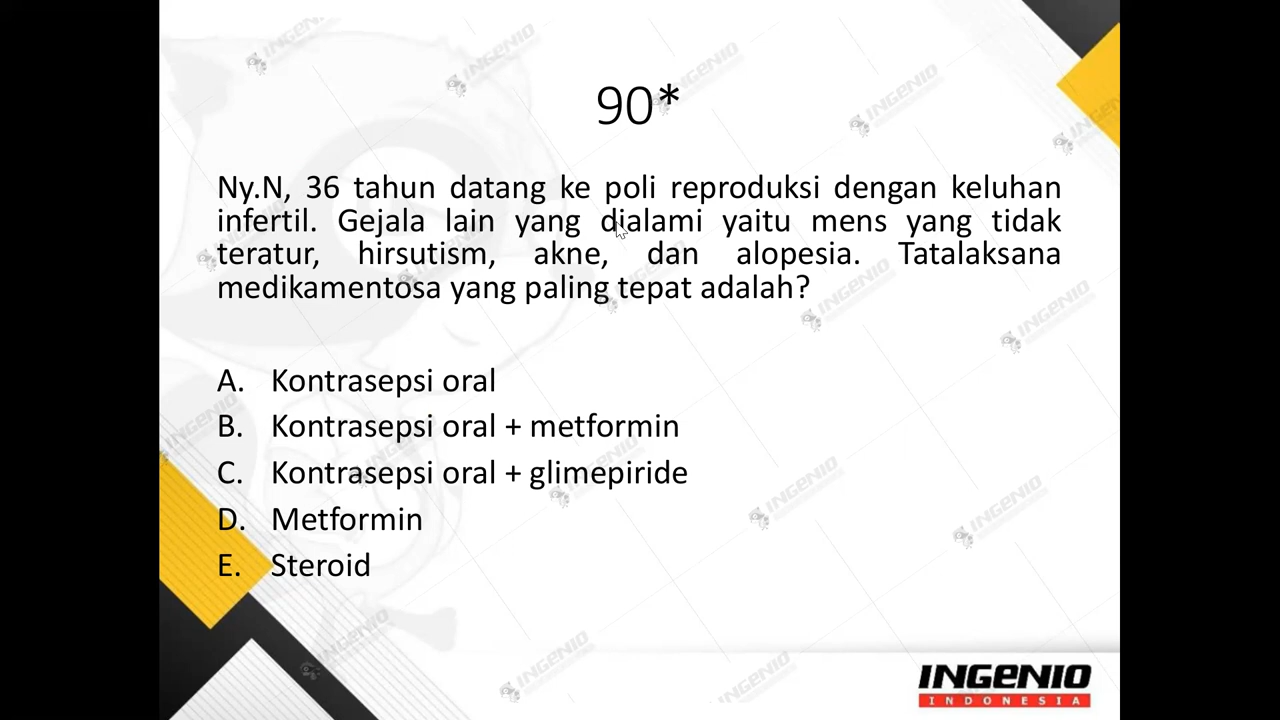 90*
Ny.N, 36 tahun datang ke poli reproduksi dengan keluhan
infertil. Gejala lain yang dialami yaitu mens yang tidak
teratur, hirsutism, akne, dan alopesia. Tatalaksana
medikamentosa yang paling tepat adalah?
A. Kontrasepsi oral
B. Kontrasepsi oral + metformin
C. Kontrasepsi oral + glimepiride
D. Metformin
E. Steroid
INGENIO
INDONESIA